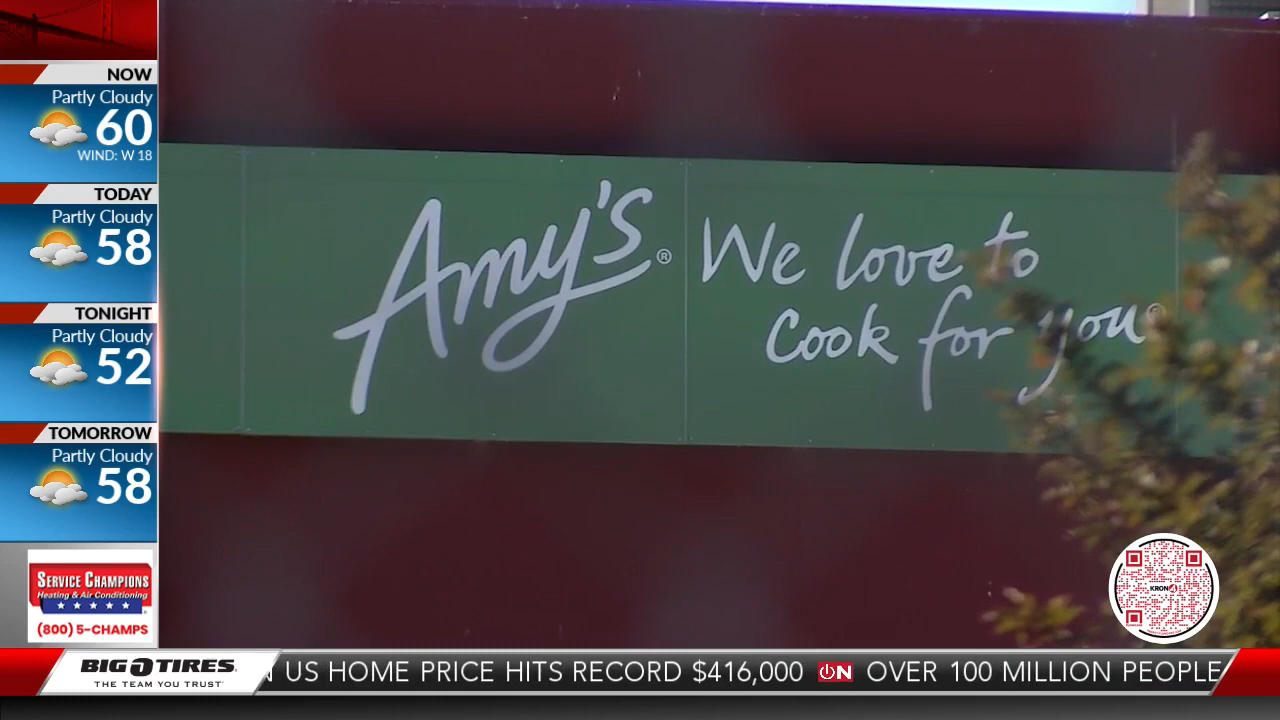 NOW
Partly Cloudy
60
WIND: W 18
TODAY
Partly Cloudy
58
TONIGHT
Partly Cloudy
52
TOMORROW
Partly Cloudy
58
SERVICE CHAMPIONS
Heating & Air Conditioning
(800) 5-CHAMPS
Amy's® We love to
cook for you®
KRON4
BIG O TIRES
THE TEAM YOU TRUST
US HOME PRICE HITS RECORD $416,000 ON OVER 100 MILLION PEOPLE